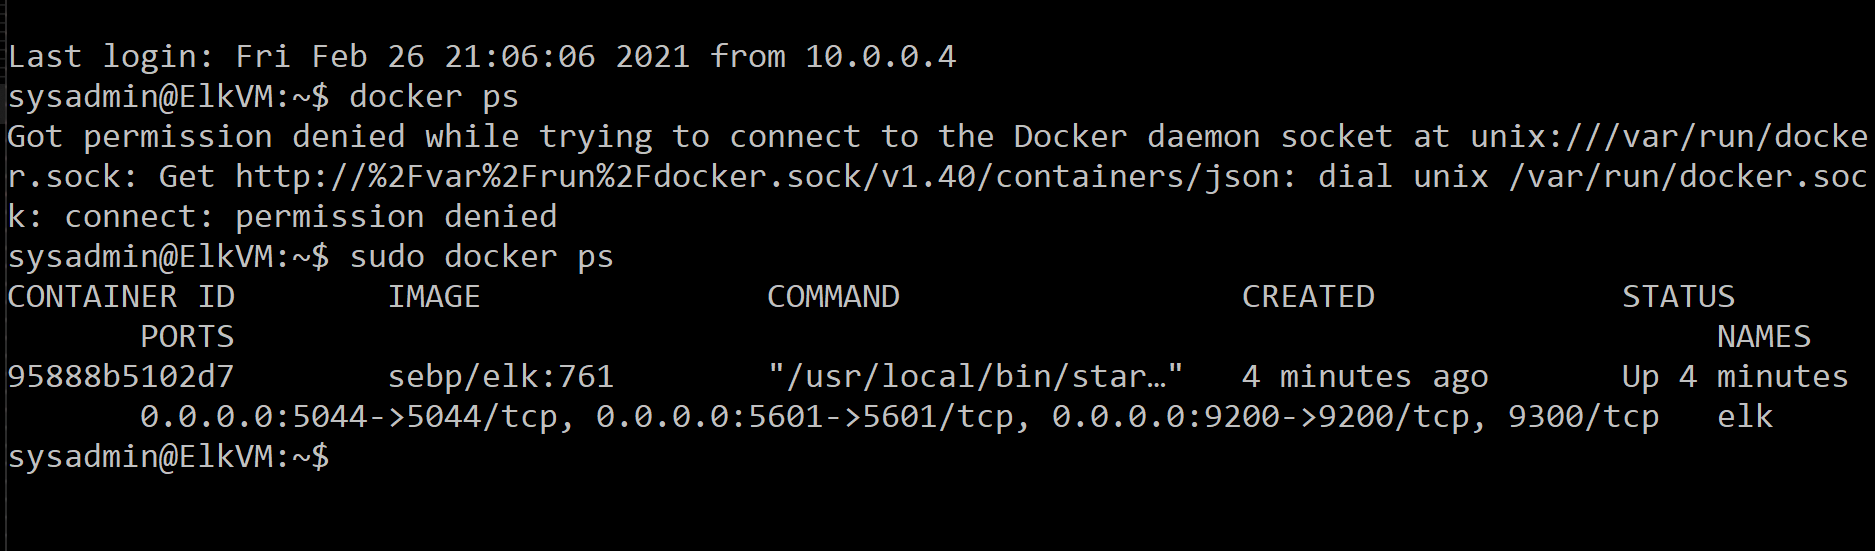 Last login: Fri Feb 26 21:06:06 2021 from 10.0.0.4
sysadmin@ElkVM:~$ docker ps
Got permission denied while trying to connect to the Docker daemon socket at unix:///var/run/docke
r.sock: Get http://%2Fvar%2Frun%2Fdocker.sock/v1.40/containers/json: dial unix /var/run/docker.soc
k: connect: permission denied
sysadmin@ElkVM:~$ sudo docker ps
CONTAINER ID        IMAGE               COMMAND                  CREATED             STATUS
       PORTS                                                                              NAMES
95888b5102d7        sebp/elk:761        "/usr/local/bin/star…"   4 minutes ago       Up 4 minutes
       0.0.0.0:5044->5044/tcp, 0.0.0.0:5601->5601/tcp, 0.0.0.0:9200->9200/tcp, 9300/tcp   elk
sysadmin@ElkVM:~$